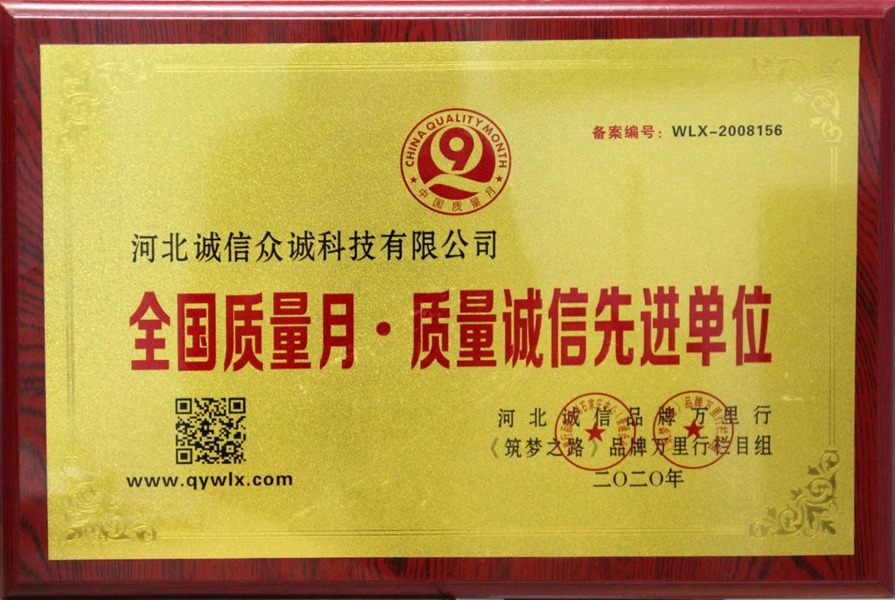 备案编号：WLX-2008156
CHINA QUALITY MONTH
9
中国质量月
河北诚信众诚科技有限公司
全国质量月·质量诚信先进单位
河北诚信品牌万里行
《筑梦之路》品牌万里行栏目组
二〇二〇年
www.qywlx.com